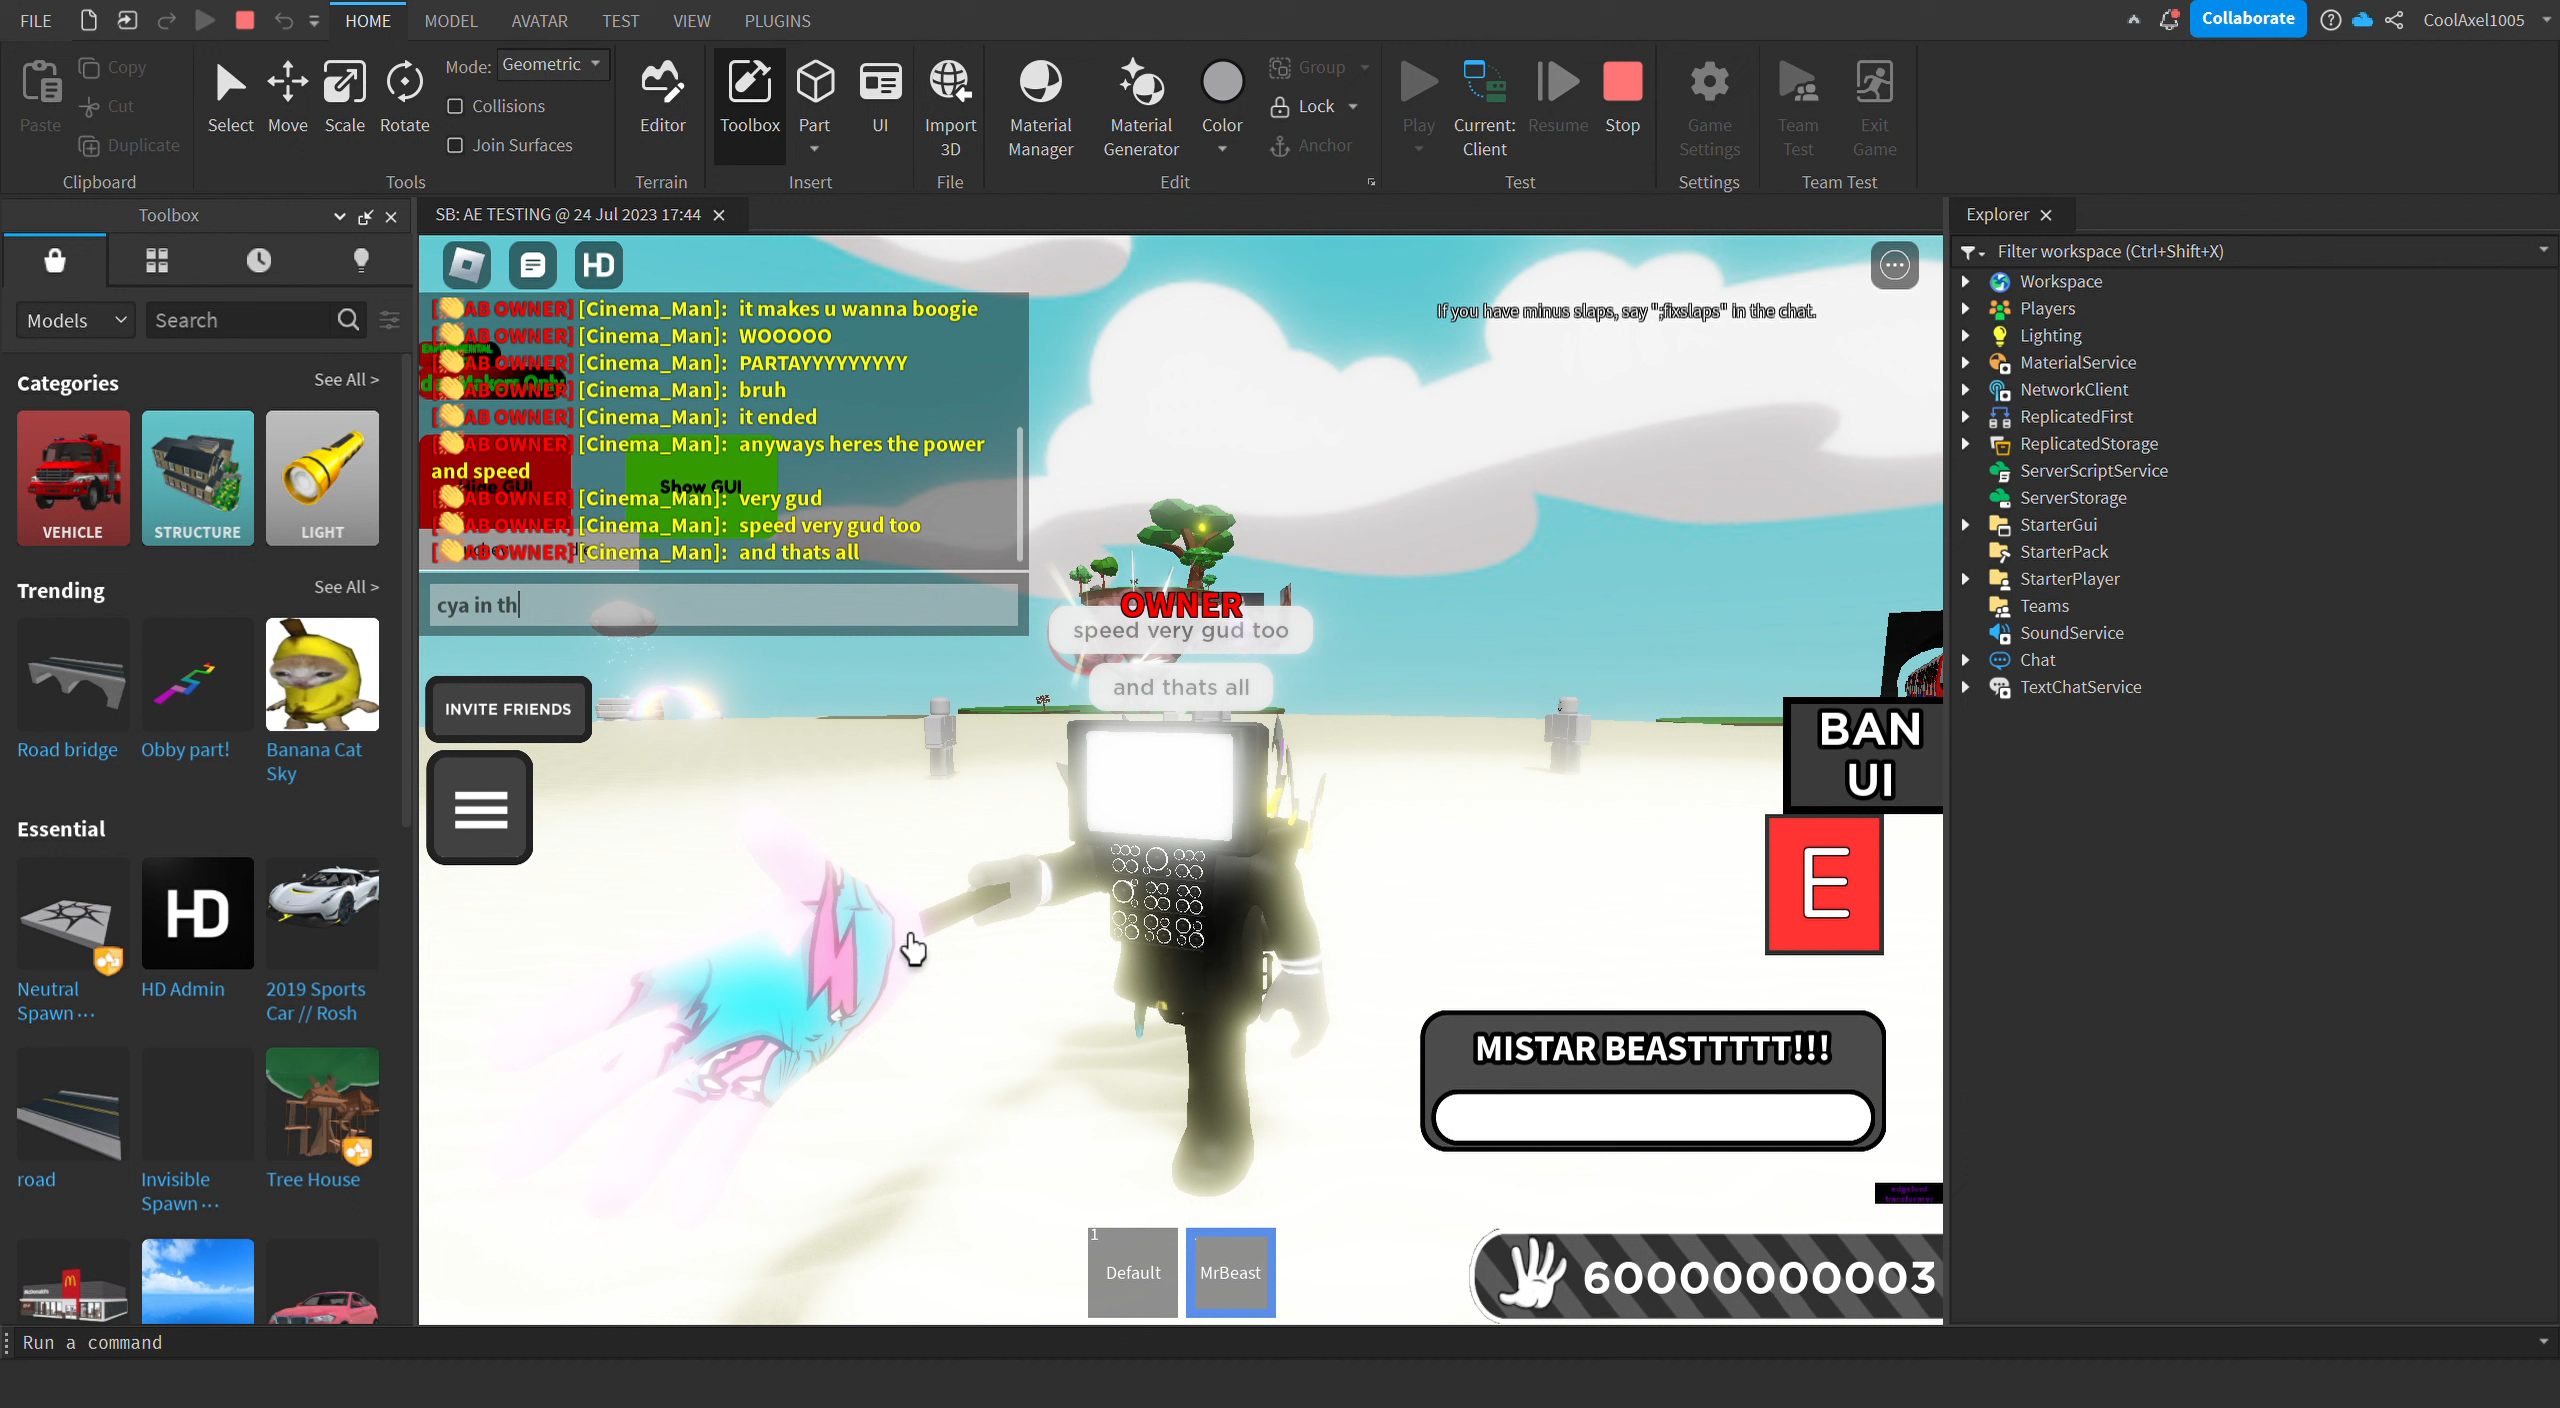 FILE HOME MODEL AVATAR TEST VIEW PLUGINS Collaborate CoolAxel1005
Paste Copy Cut Duplicate
Clipboard
Select Move Scale Rotate
Mode: Geometric
Collisions
Join Surfaces
Tools
Editor
Terrain
Toolbox Part UI
Insert
Import 3D
File
Material Manager
Material Generator
Color
Group
Lock
Anchor
Edit
Play
Current: Client
Resume
Stop
Test
Game Settings
Settings
Team Test
Exit Game
Team Test
Toolbox
Models
Search
Categories See All >
VEHICLE STRUCTURE LIGHT
Trending See All >
Road bridge
Obby part!
Banana Cat Sky
Essential
HD
Neutral Spawn ...
HD Admin
2019 Sports Car // Rosh
road
Invisible Spawn ...
Tree House
SB: AE TESTING @ 24 Jul 2023 17:44
HD
AB OWNER] [Cinema_Man]: it makes u wanna boogie
AB OWNER] [Cinema_Man]: WOOOOO
AB OWNER] [Cinema_Man]: PARTAYYYYYYYYY
AB OWNER] [Cinema_Man]: bruh
AB OWNER] [Cinema_Man]: it ended
AB OWNER] [Cinema_Man]: anyways heres the power
and speed
AB OWNER] [Cinema_Man]: very gud
AB OWNER] [Cinema_Man]: speed very gud too
AB OWNER] [Cinema_Man]: and thats all
Show GUI
cya in th
If you have minus slaps, say ";fixslaps" in the chat.
OWNER
speed very gud too
and thats all
INVITE FRIENDS
BAN
UI
E
MISTAR BEASTTTTT!!!
1
Default
MrBeast
60000000003
Explorer
Filter workspace (Ctrl+Shift+X)
Workspace
Players
Lighting
MaterialService
NetworkClient
ReplicatedFirst
ReplicatedStorage
ServerScriptService
ServerStorage
StarterGui
StarterPack
StarterPlayer
Teams
SoundService
Chat
TextChatService
Run a command